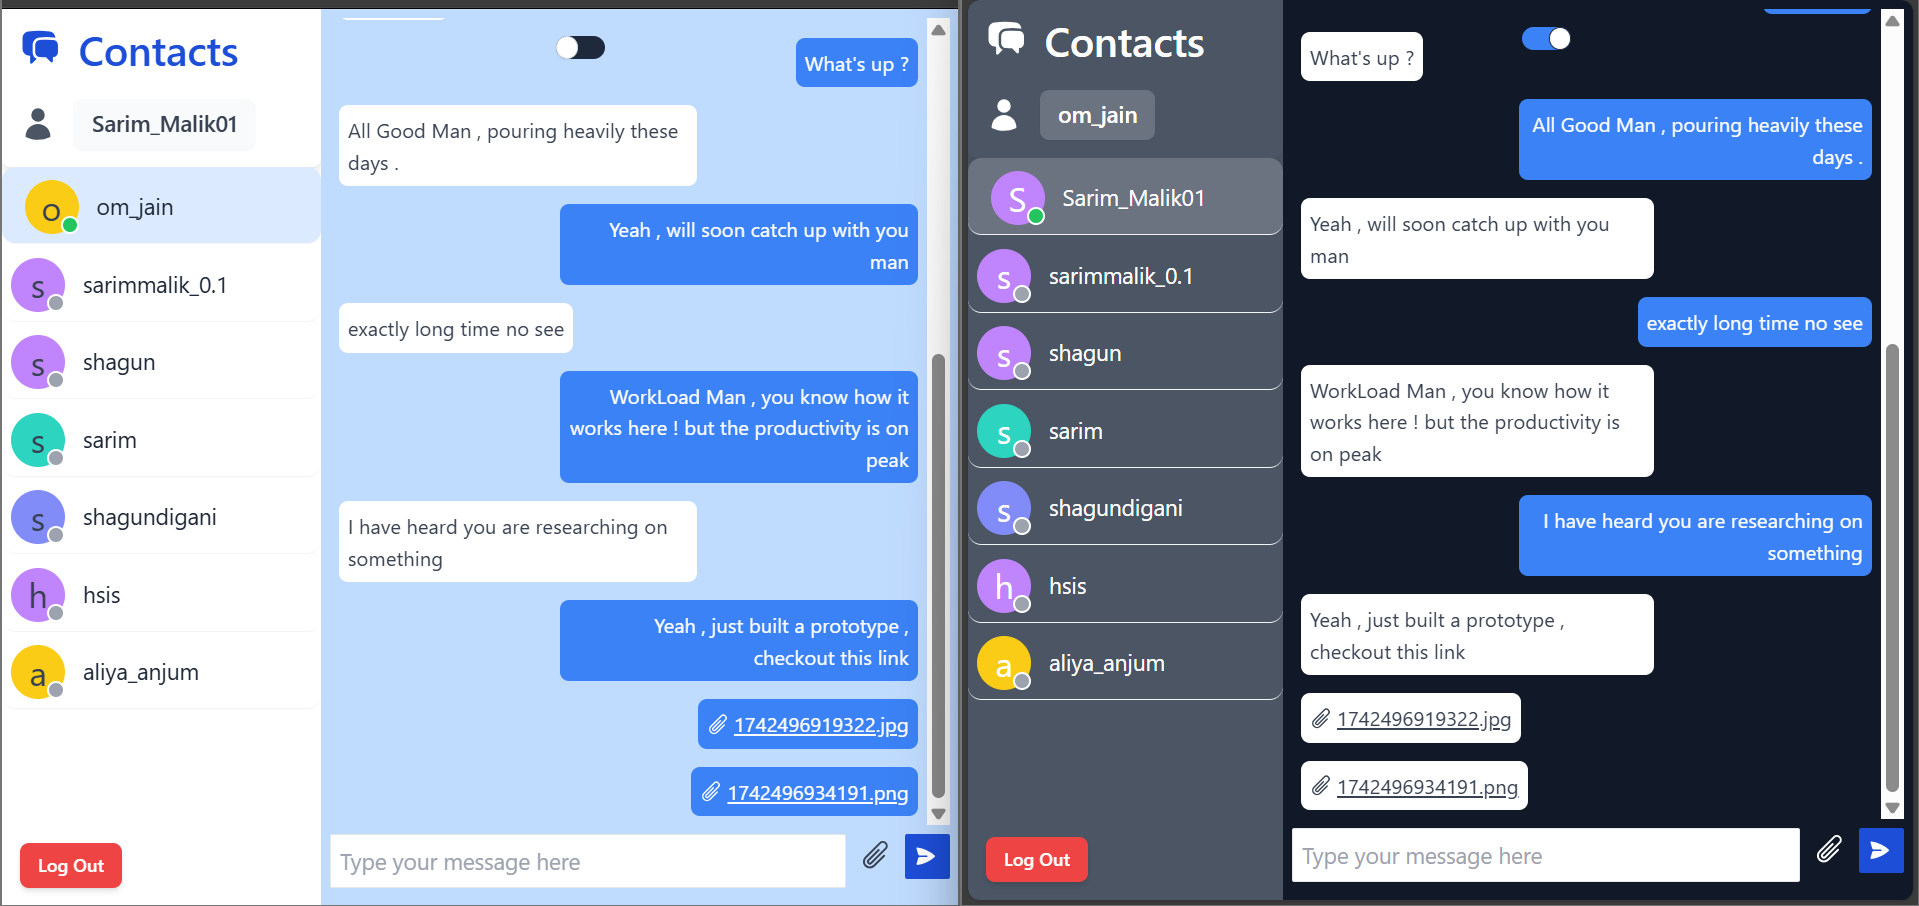 Contacts
Sarim_Malik01
o
om_jain
s
sarimmalik_0.1
s
shagun
s
sarim
s
shagundigani
h
hsis
a
aliya_anjum
Log Out
What's up ?
All Good Man , pouring heavily these
days .
Yeah , will soon catch up with you
man
exactly long time no see
WorkLoad Man , you know how it
works here ! but the productivity is on
peak
I have heard you are researching on
something
Yeah , just built a prototype ,
checkout this link
1742496919322.jpg
1742496934191.png
Type your message here
Contacts
om_jain
S
Sarim_Malik01
s
sarimmalik_0.1
s
shagun
s
sarim
s
shagundigani
h
hsis
a
aliya_anjum
Log Out
What's up ?
All Good Man , pouring heavily these
days .
Yeah , will soon catch up with you
man
exactly long time no see
WorkLoad Man , you know how it
works here ! but the productivity is
on peak
I have heard you are researching on
something
Yeah , just built a prototype ,
checkout this link
1742496919322.jpg
1742496934191.png
Type your message here